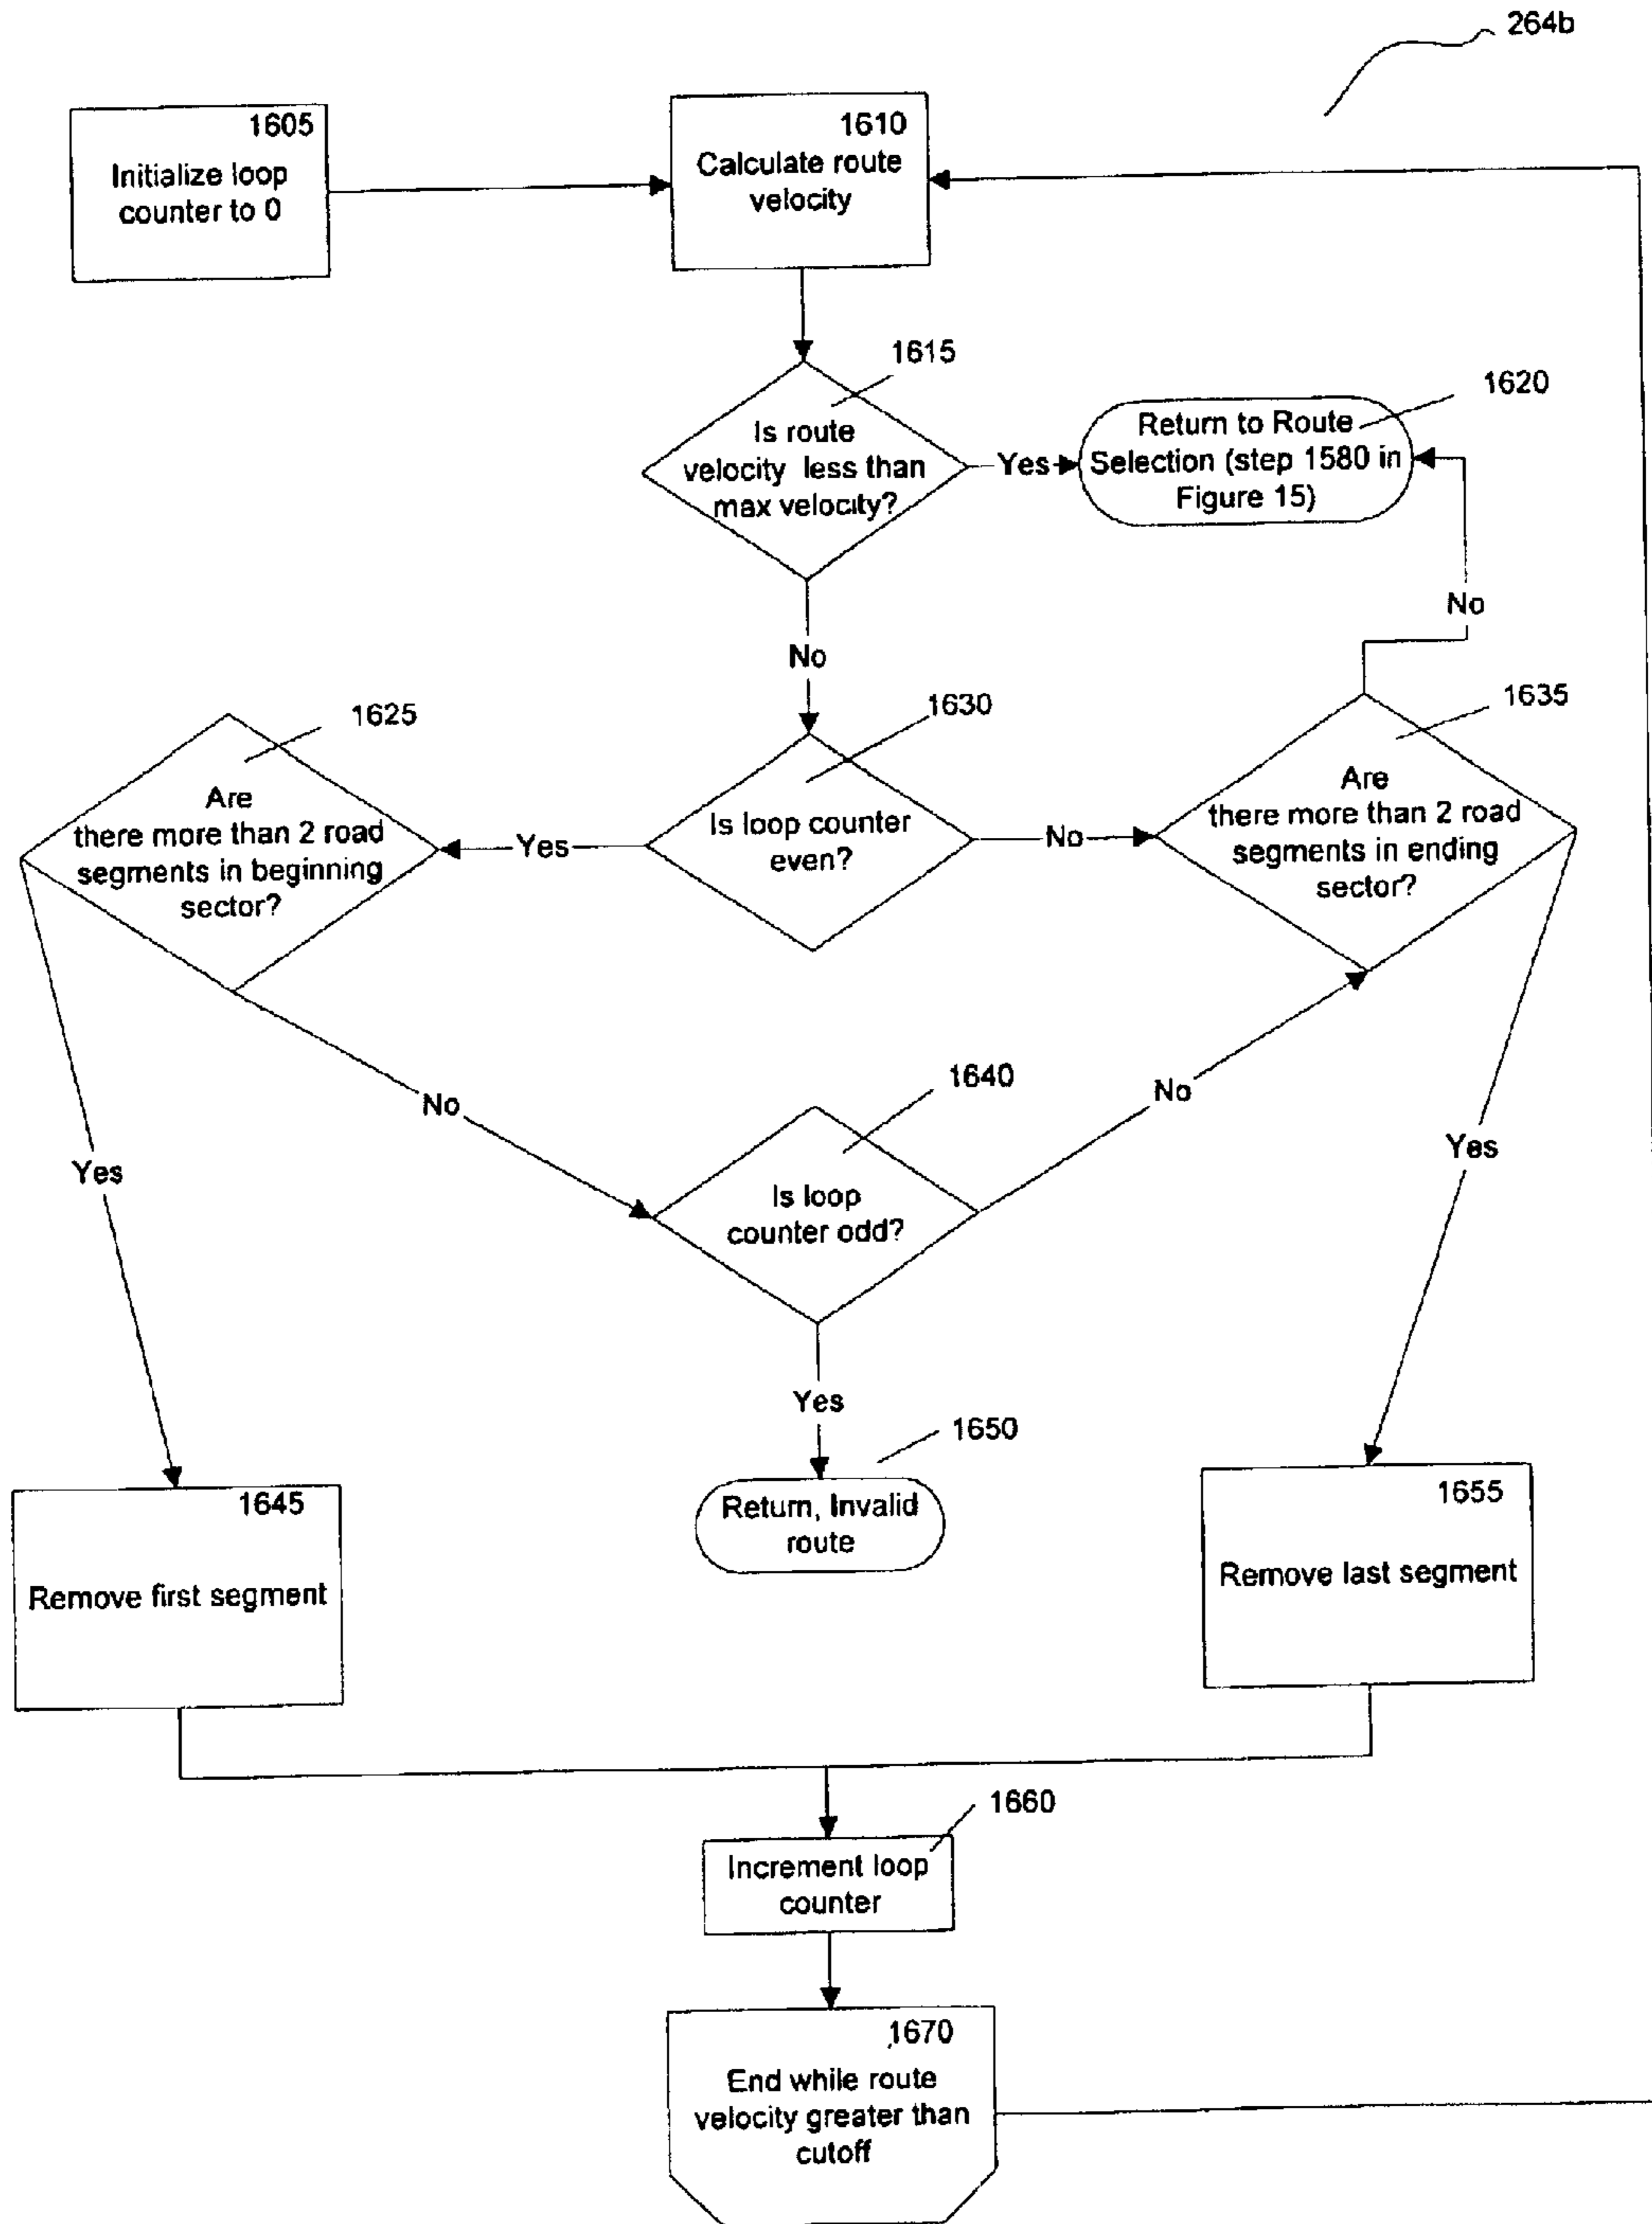 264b
1605
Initialize loop
counter to 0
1610
Calculate route
velocity
1615
Is route
velocity less than
max velocity?
Yes
1620
Return to Route
Selection (step 1580 in
Figure 15)
No
No
1625
Are
there more than 2 road
segments in beginning
sector?
Yes
1630
Is loop counter
even?
No
1635
Are
there more than 2 road
segments in ending
sector?
No
1640
Is loop
counter odd?
No
Yes
Yes
Yes
1650
Return, Invalid
route
1645
Remove first segment
1655
Remove last segment
1660
Increment loop
counter
1670
End while route
velocity greater than
cutoff